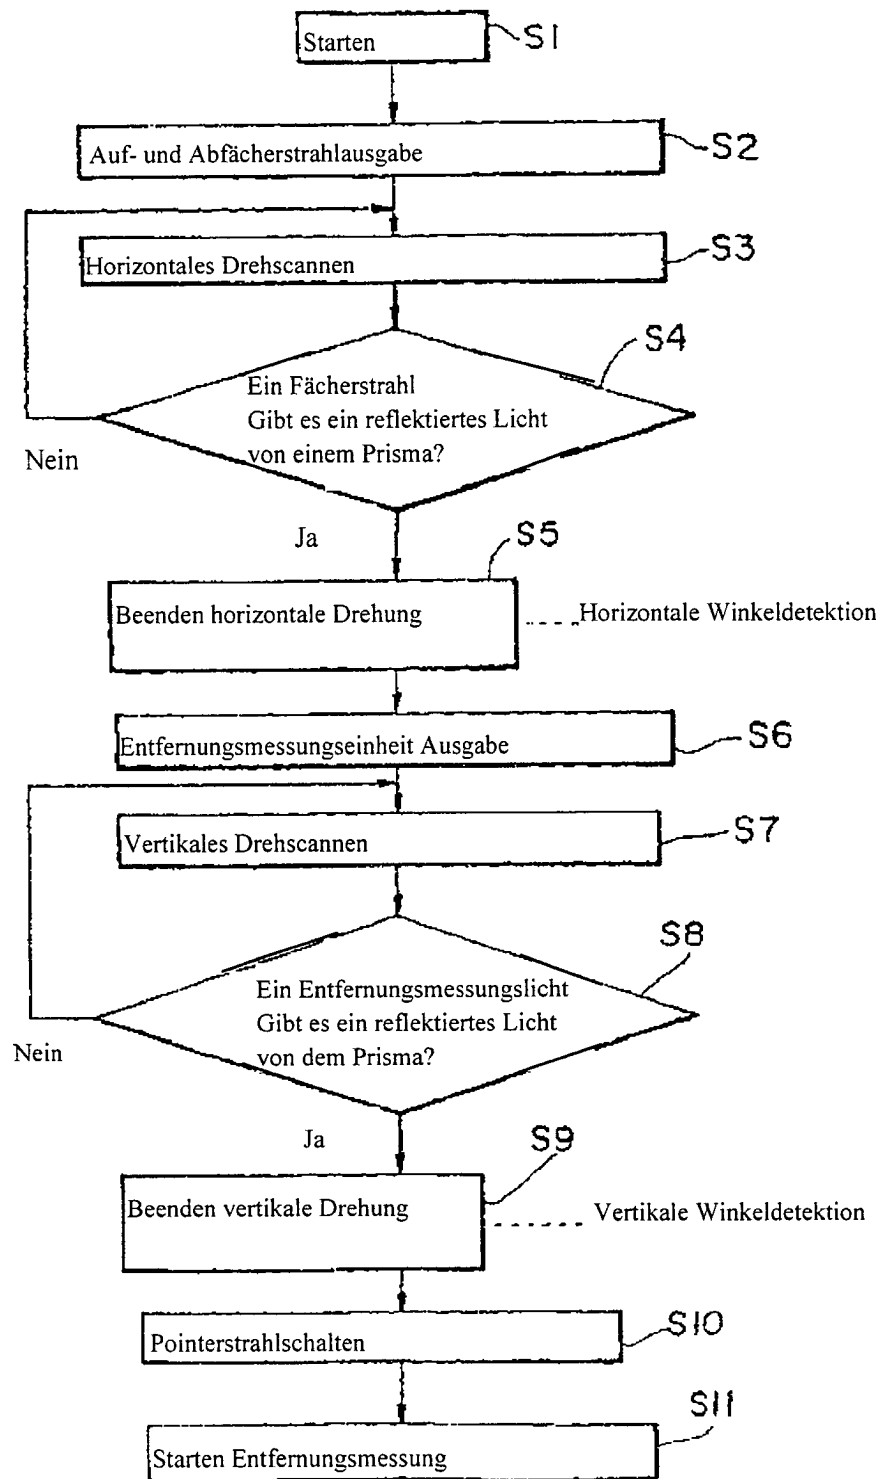 Starten
S1
Auf- und Abfächerstrahlausgabe
S2
Horizontales Drehscannen
S3
S4
Ein Fächerstrahl
Gibt es ein reflektiertes Licht
von einem Prisma?
Nein
Ja
S5
Beenden horizontale Drehung
Horizontale Winkeldetektion
Entfernungsmessungseinheit Ausgabe
S6
Vertikales Drehscannen
S7
S8
Ein Entfernungsmessungslicht
Gibt es ein reflektiertes Licht
von dem Prisma?
Nein
Ja
S9
Beenden vertikale Drehung
Vertikale Winkeldetektion
Pointerstrahlschalten
S10
S11
Starten Entfernungsmessung